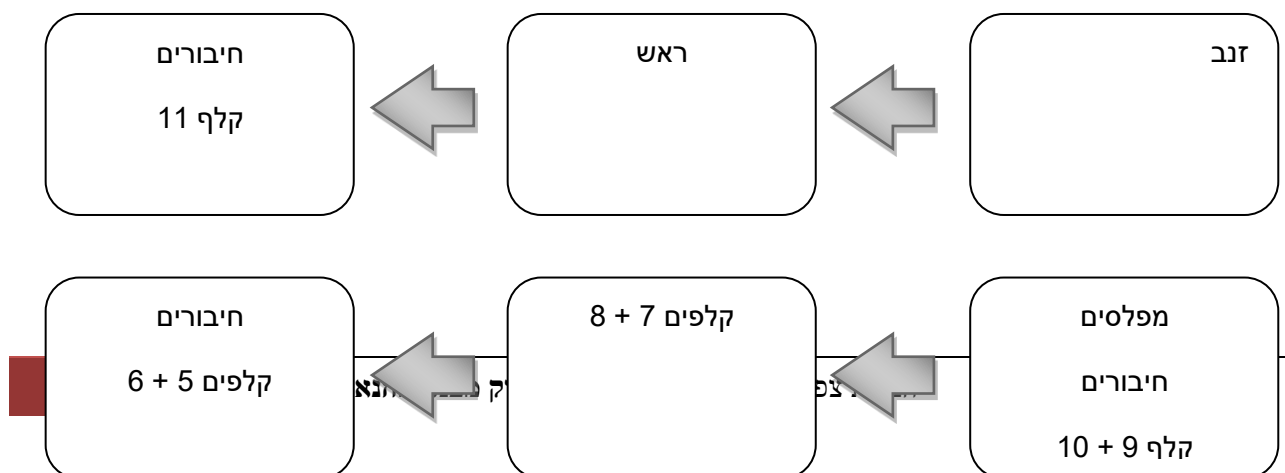 זנב
ראש
חיבורים
קלף 11
מפלסים
חיבורים
קלף 9 + 10
קלפים 7 + 8
חיבורים
קלפים 5 + 6